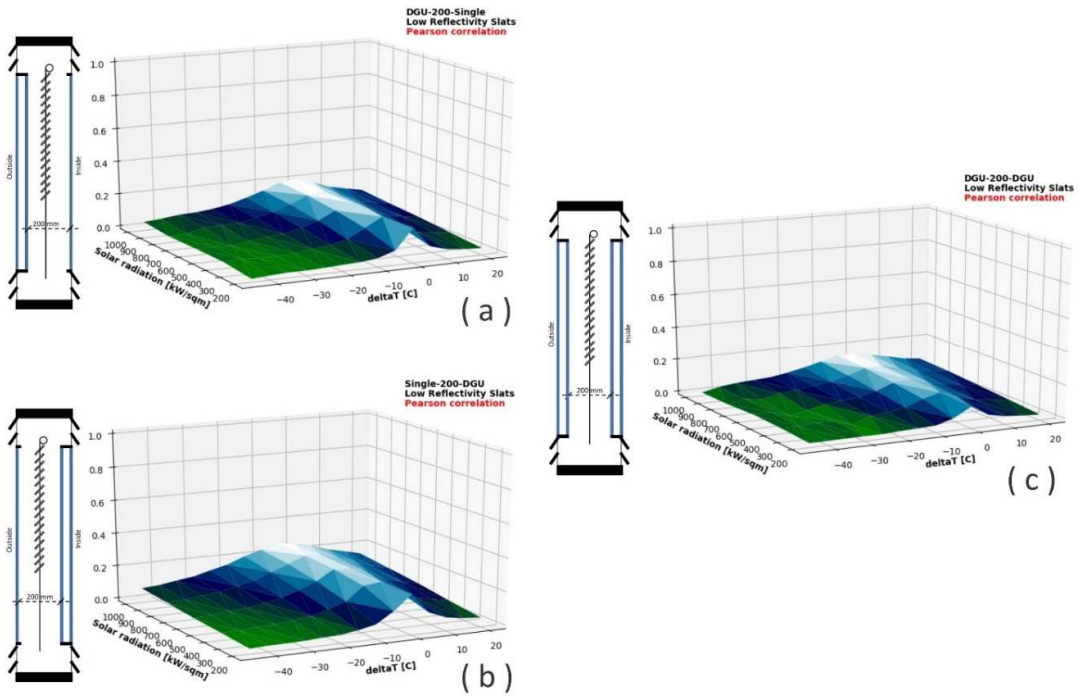 DGU-200-Single
Low Reflectivity Slats
Pearson correlation
Outside
Inside
200 mm
1.0
0.8
0.6
0.4
0.2
0.0
1000
900
800
700
600
500
400
300
200
Solar radiation [kW/sqm]
−40
−30
−20
−10
0
10
20
deltaT [C]
( a )
Single-200-DGU
Low Reflectivity Slats
Pearson correlation
Outside
Inside
200 mm
1.0
0.8
0.6
0.4
0.2
0.0
1000
900
800
700
600
500
400
300
200
Solar radiation [kW/sqm]
−40
−30
−20
−10
0
10
20
deltaT [C]
( b )
DGU-200-DGU
Low Reflectivity Slats
Pearson correlation
Outside
Inside
200 mm
1.0
0.8
0.6
0.4
0.2
0.0
1000
900
800
700
600
500
400
300
200
Solar radiation [kW/sqm]
−40
−30
−20
−10
0
10
20
deltaT [C]
( c )